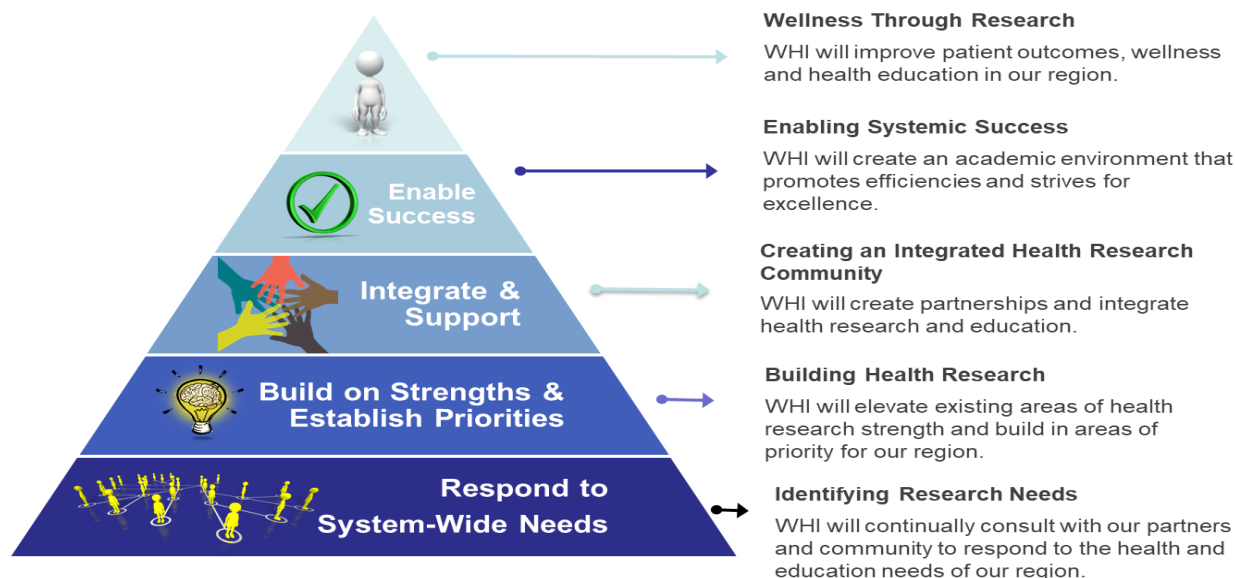 Wellness Through Research
WHI will improve patient outcomes, wellness
and health education in our region.
Enable
Success
Enabling Systemic Success
WHI will create an academic environment that
promotes efficiencies and strives for
excellence.
Integrate &
Support
Creating an Integrated Health Research
Community
WHI will create partnerships and integrate
health research and education.
Build on Strengths &
Establish Priorities
Building Health Research
WHI will elevate existing areas of health
research strength and build in areas of
priority for our region.
Respond to
System-Wide Needs
Identifying Research Needs
WHI will continually consult with our partners
and community to respond to the health and
education needs of our region.